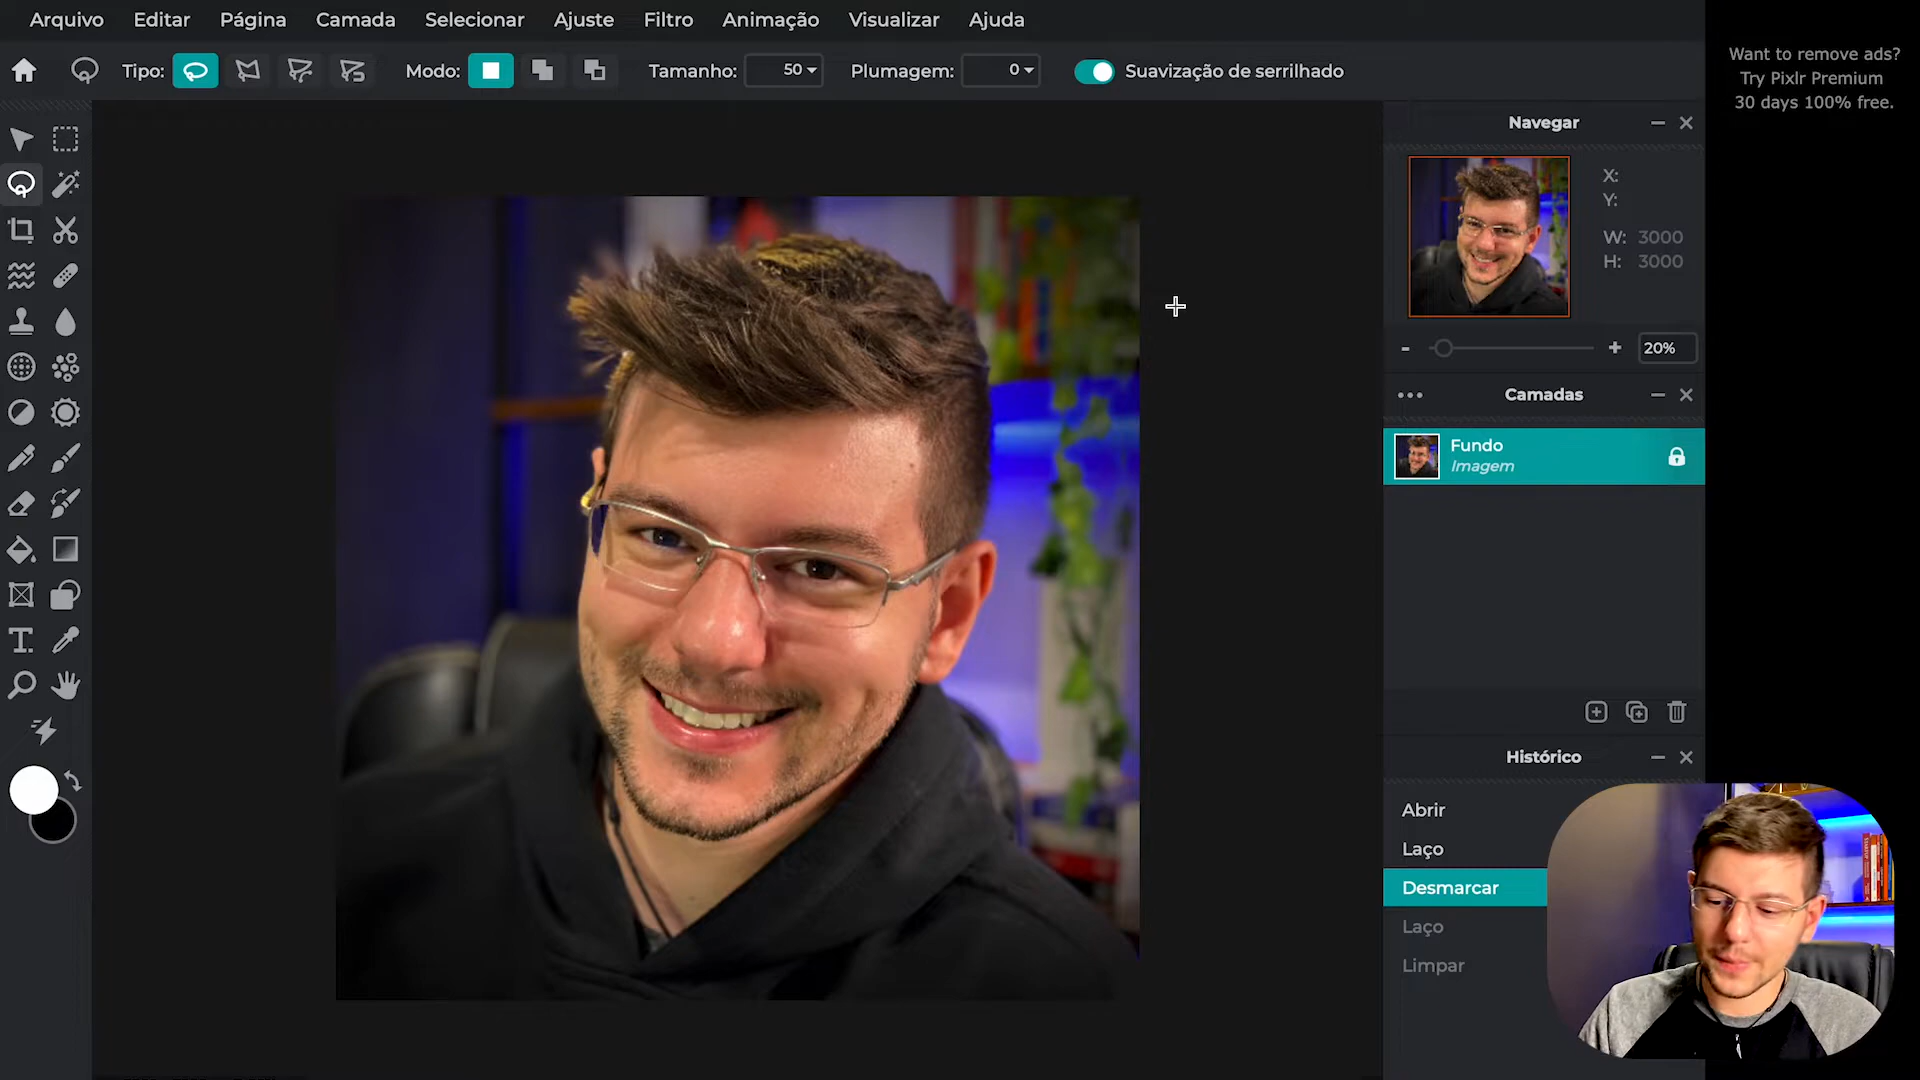 Arquivo Editar Página Camada Selecionar Ajuste Filtro Animação Visualizar Ajuda
Want to remove ads?
Try Pixlr Premium
30 days 100% free.
Tipo: Modo: Tamanho: 50 Plumagem: 0 Suavização de serrilhado
Navegar
X:
Y:
W: 3000
H: 3000
- + 20%
Camadas
Fundo
Imagem
Histórico
Abrir
Laço
Desmarcar
Laço
Limpar